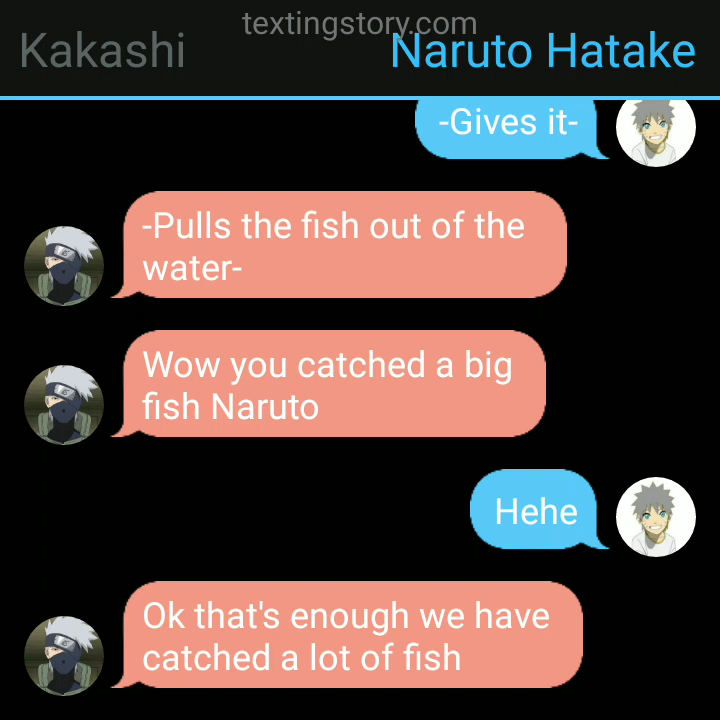 textingstory.com
Kakashi
Naruto Hatake
-Gives it-
-Pulls the fish out of the
water-
Wow you catched a big
fish Naruto
Hehe
Ok that's enough we have
catched a lot of fish